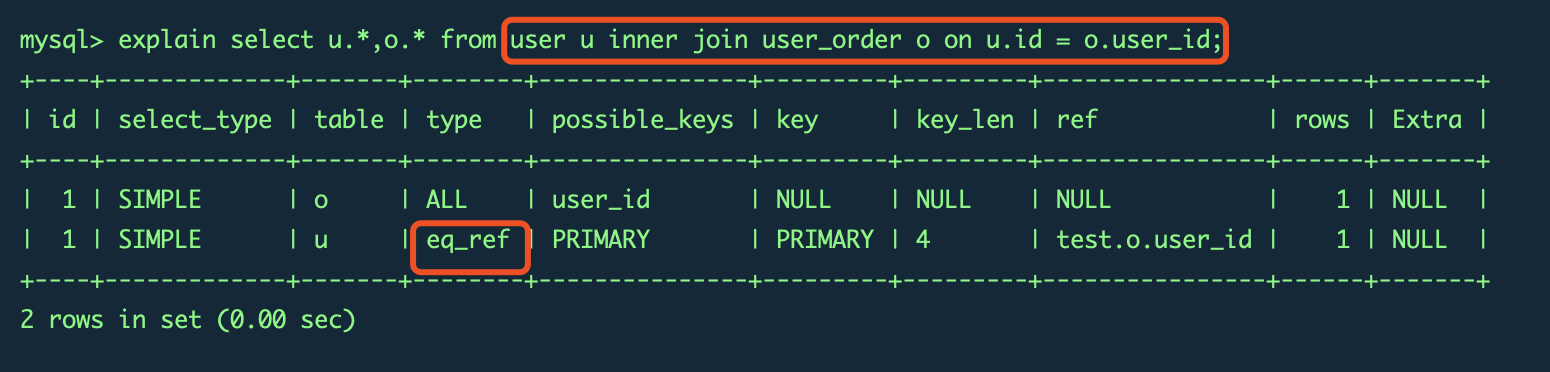 mysql> explain select u.*,o.* from user u inner join user_order o on u.id = o.user_id;
+----+-------------+-------+--------+---------------+---------+---------+----------------+------+-------+
| id | select_type | table | type   | possible_keys | key     | key_len | ref            | rows | Extra |
+----+-------------+-------+--------+---------------+---------+---------+----------------+------+-------+
|  1 | SIMPLE      | o     | ALL    | user_id       | NULL    | NULL    | NULL           |    1 | NULL  |
|  1 | SIMPLE      | u     | eq_ref | PRIMARY       | PRIMARY | 4       | test.o.user_id |    1 | NULL  |
+----+-------------+-------+--------+---------------+---------+---------+----------------+------+-------+
2 rows in set (0.00 sec)